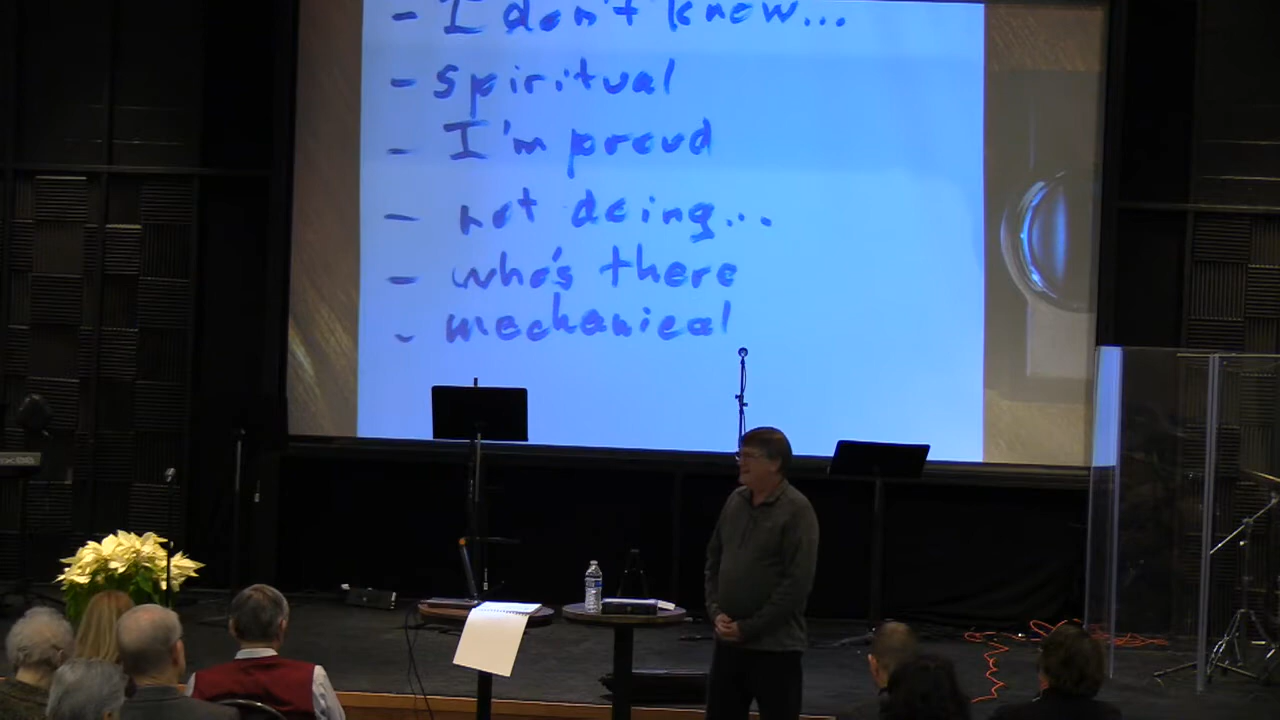 - I don't know...
- spiritual
- I'm proud
- not doing...
- who's there
- mechanical